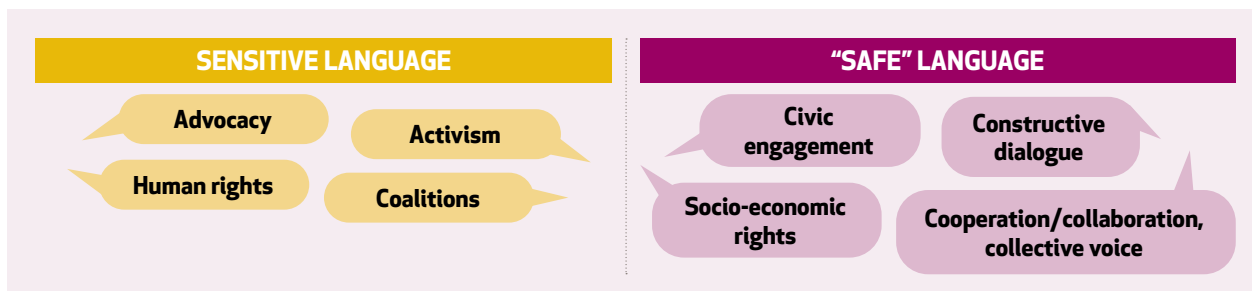 SENSITIVE LANGUAGE
Advocacy
Activism
Human rights
Coalitions
“SAFE” LANGUAGE
Civic
engagement
Constructive
dialogue
Socio-economic
rights
Cooperation/collaboration,
collective voice